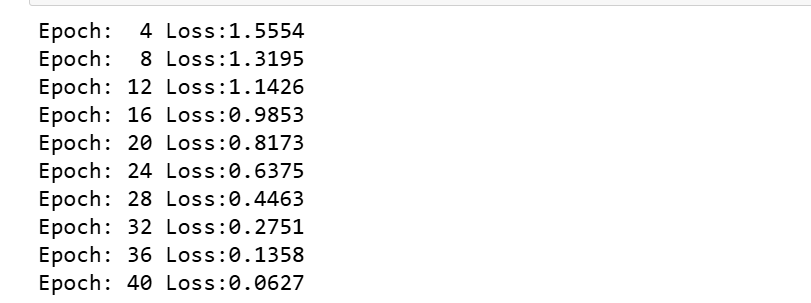 Epoch:  4 Loss:1.5554
Epoch:  8 Loss:1.3195
Epoch: 12 Loss:1.1426
Epoch: 16 Loss:0.9853
Epoch: 20 Loss:0.8173
Epoch: 24 Loss:0.6375
Epoch: 28 Loss:0.4463
Epoch: 32 Loss:0.2751
Epoch: 36 Loss:0.1358
Epoch: 40 Loss:0.0627